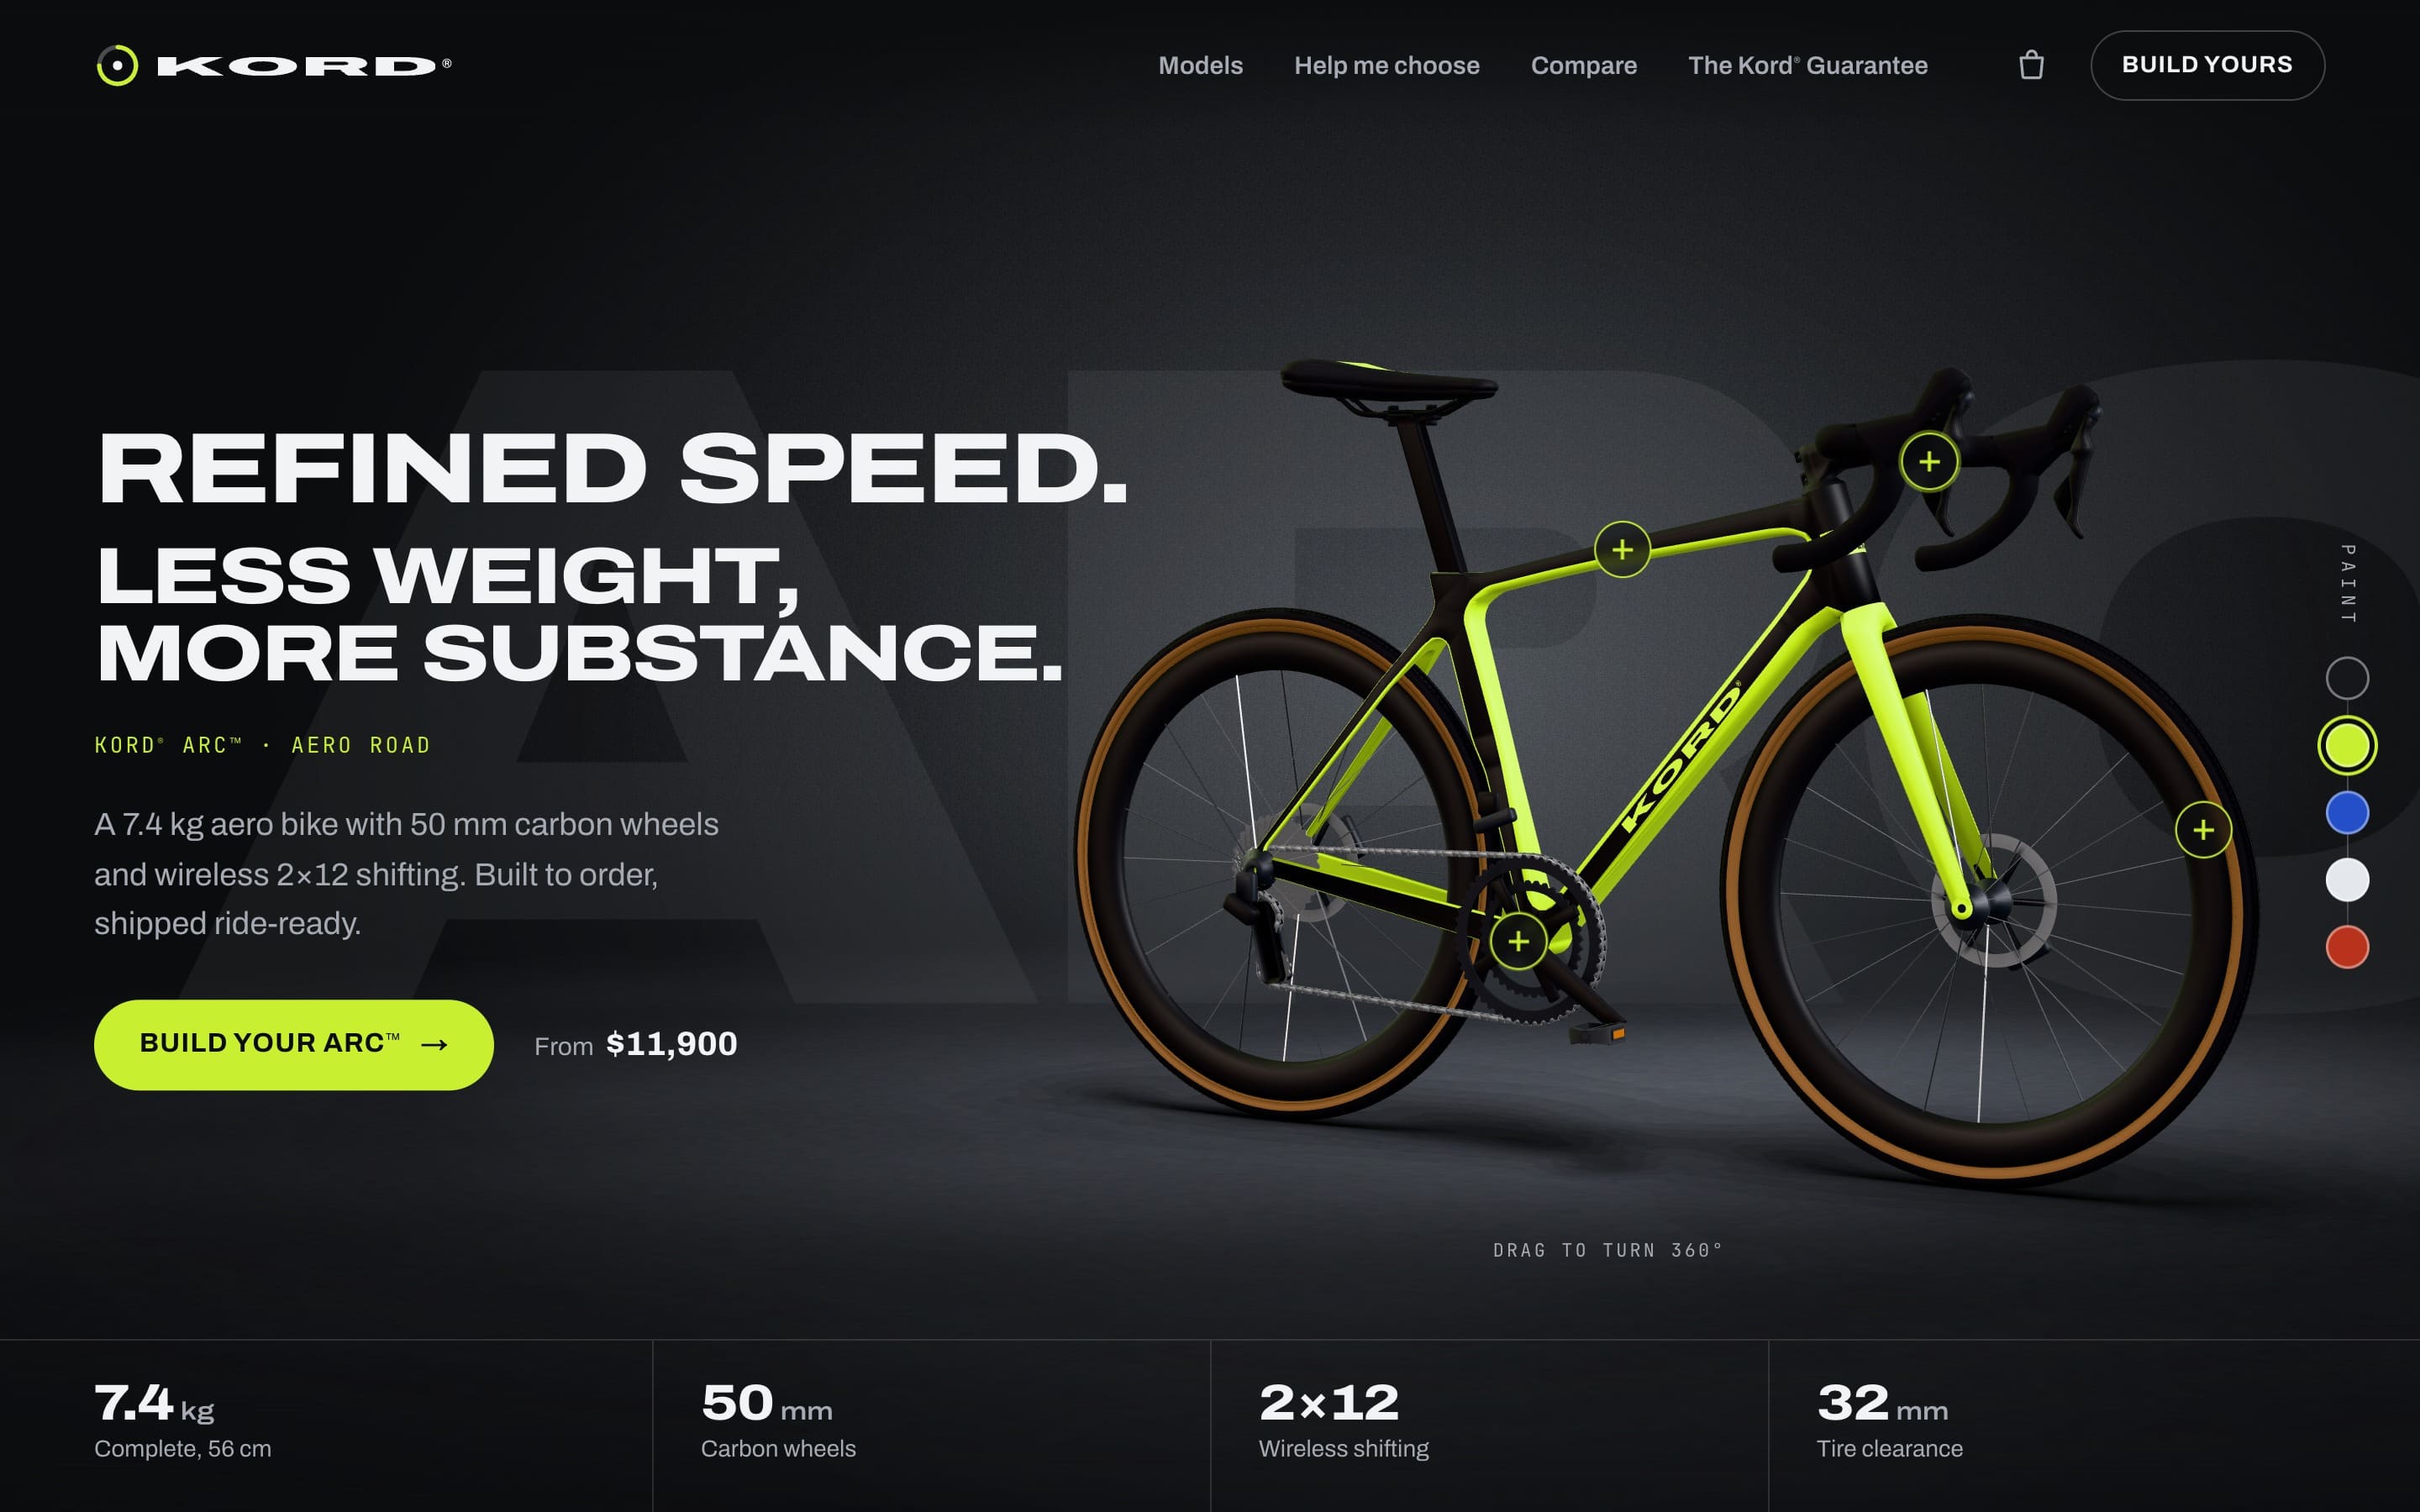 KORD®
Models
Help me choose
Compare
The Kord® Guarantee
BUILD YOURS
ARC
REFINED SPEED.
LESS WEIGHT,
MORE SUBSTANCE.
KORD® ARC™ · AERO ROAD
A 7.4 kg aero bike with 50 mm carbon wheels
and wireless 2×12 shifting. Built to order,
shipped ride-ready.
BUILD YOUR ARC™ →
From $11,900
KORD®
PAINT
DRAG TO TURN 360°
7.4 kg
Complete, 56 cm
50 mm
Carbon wheels
2×12
Wireless shifting
32 mm
Tire clearance